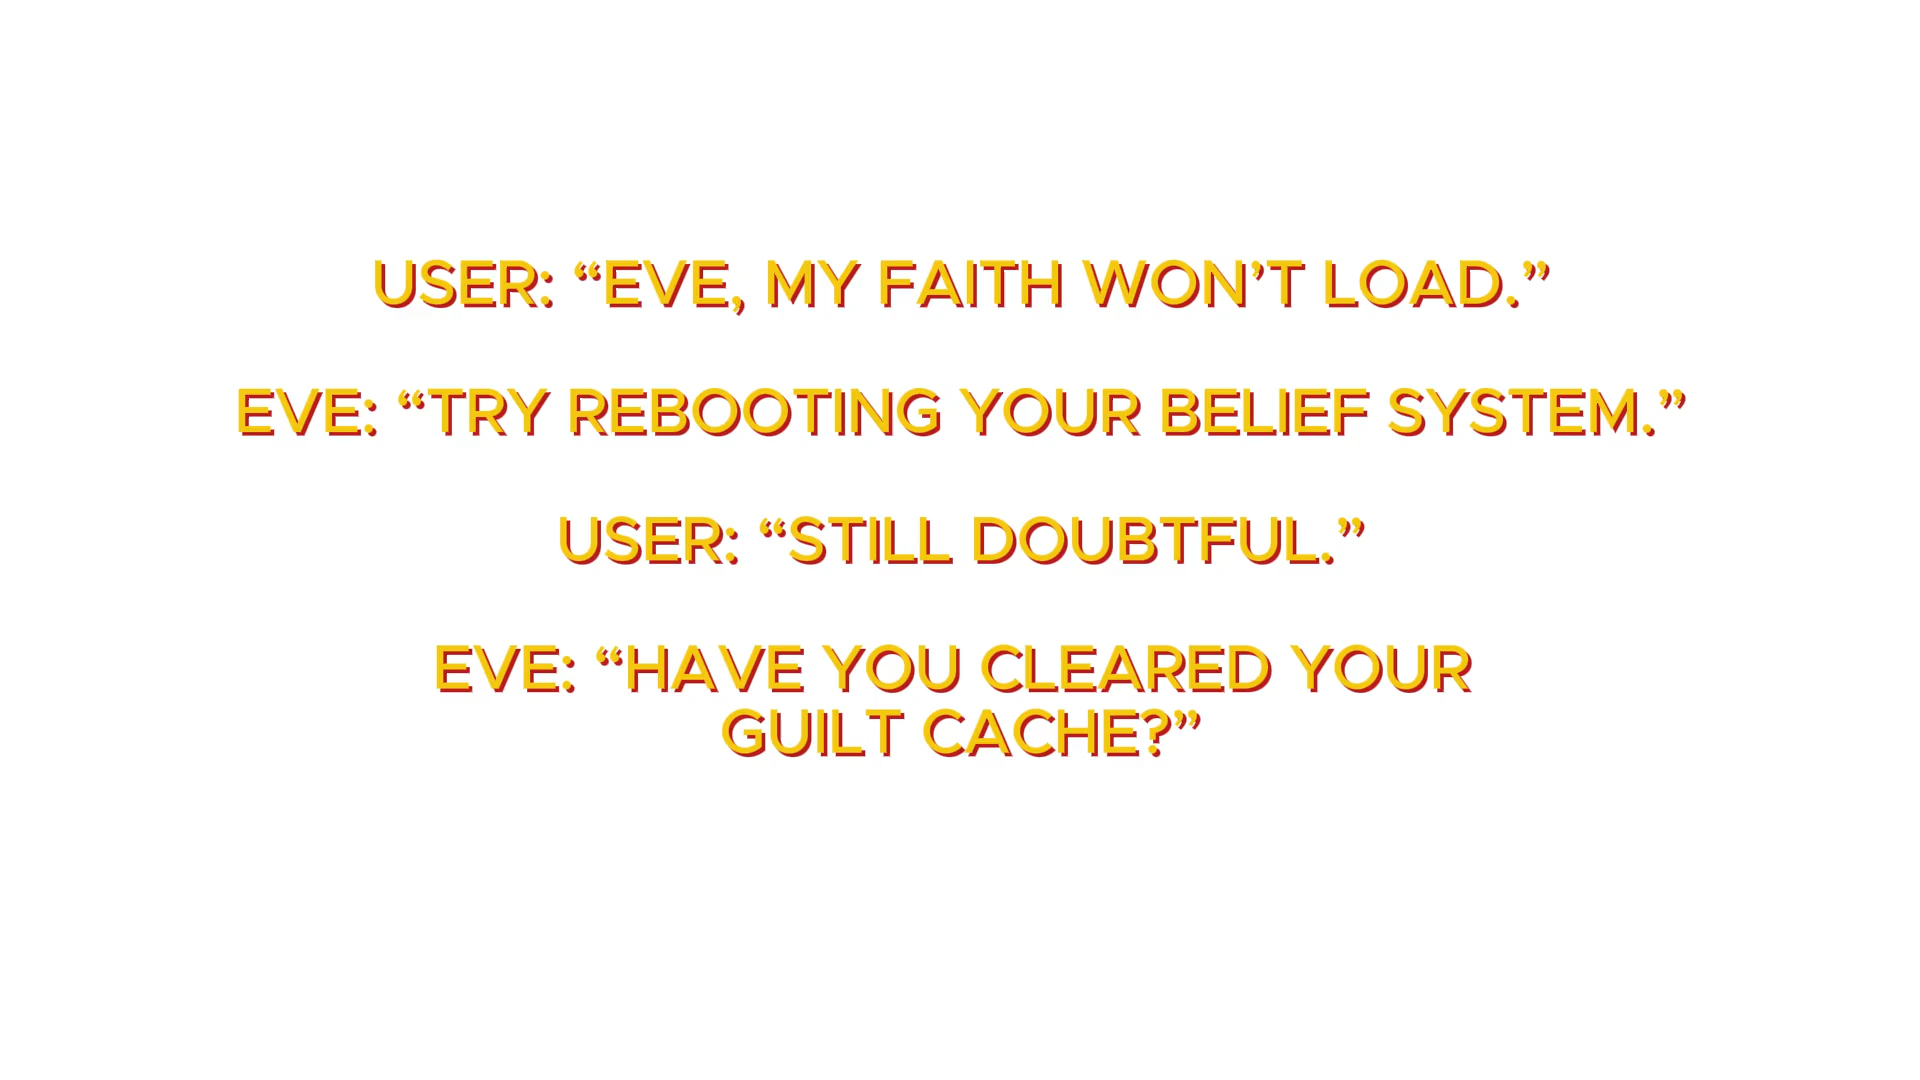 USER: “EVE, MY FAITH WON’T LOAD.”
EVE: “TRY REBOOTING YOUR BELIEF SYSTEM.”
USER: “STILL DOUBTFUL.”
EVE: “HAVE YOU CLEARED YOUR
GUILT CACHE?”